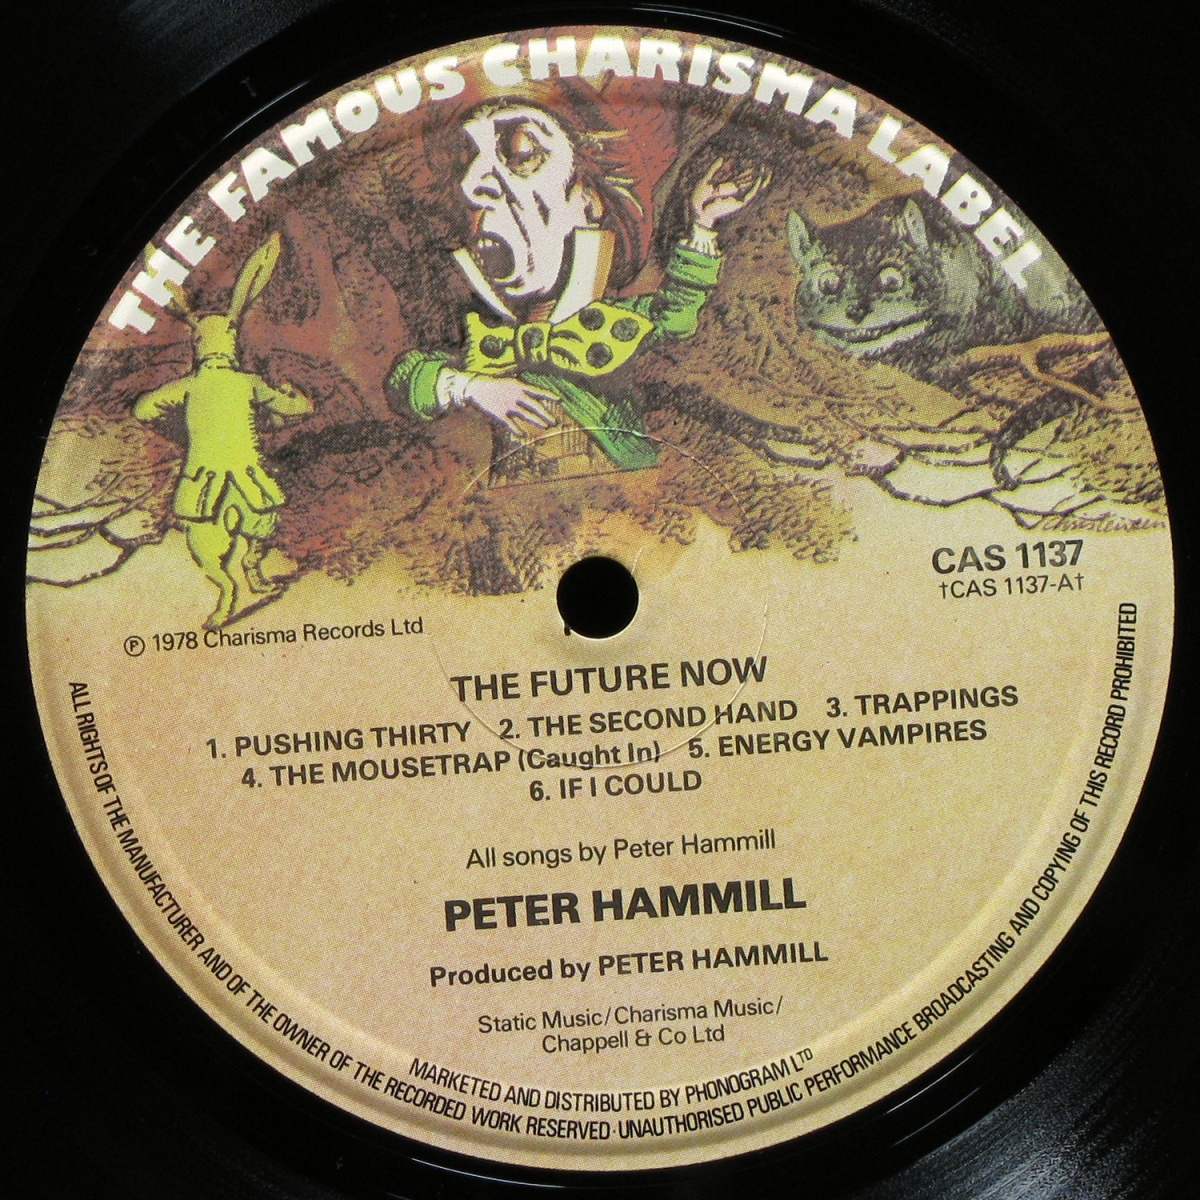 THE FAMOUS CHARISMA LABEL
Christensen
CAS 1137
†CAS 1137-A†
℗ 1978 Charisma Records Ltd
THE FUTURE NOW
1. PUSHING THIRTY 2. THE SECOND HAND 3. TRAPPINGS
4. THE MOUSETRAP (Caught In) 5. ENERGY VAMPIRES
6. IF I COULD
All songs by Peter Hammill
PETER HAMMILL
Produced by PETER HAMMILL
Static Music/Charisma Music/
Chappell & Co Ltd
MARKETED AND DISTRIBUTED BY PHONOGRAM LTD
ALL RIGHTS OF THE MANUFACTURER AND OF THE OWNER OF THE RECORDED WORK RESERVED · UNAUTHORISED PUBLIC PERFORMANCE BROADCASTING AND COPYING OF THIS RECORD PROHIBITED